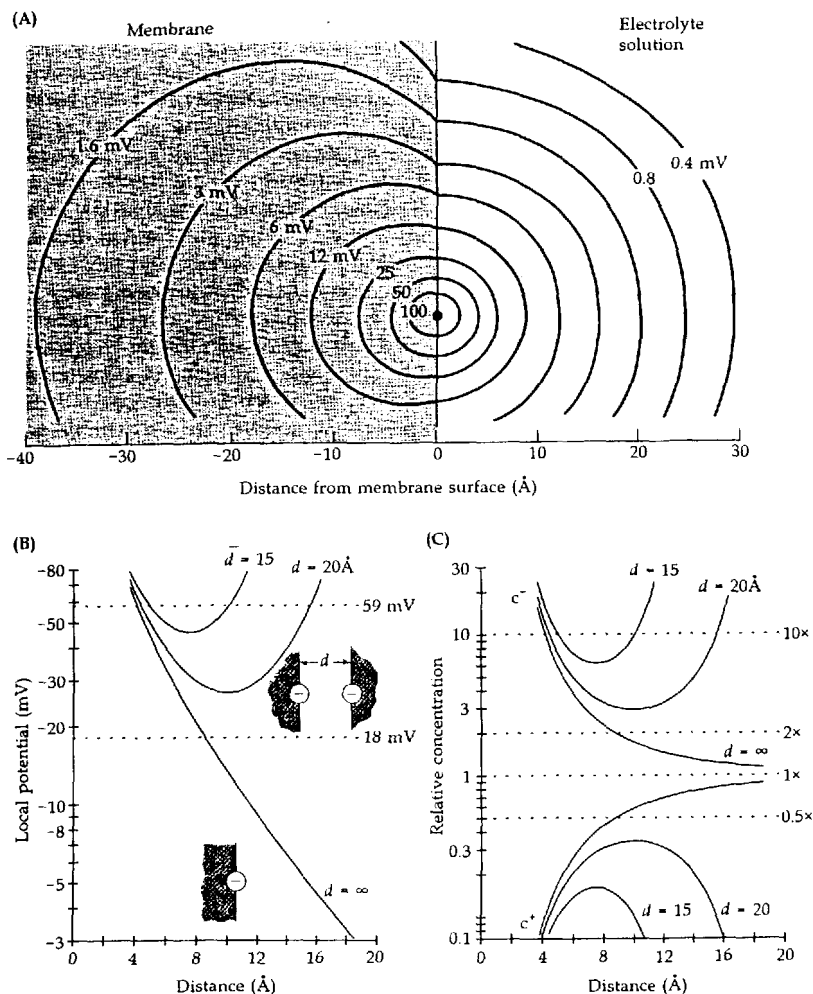 (A)
Membrane
Electrolyte
solution
1.6 mV
3 mV
6 mV
12 mV
25
50
100
0.8
0.4 mV
-40 -30 -20 -10 0 10 20 30
Distance from membrane surface (Å)
(B)
d = 15
d = 20Å
59 mV
d
− −
18 mV
−
d = ∞
-80
-50
-30
-20
-10
-8
-5
-3
Local potential (mV)
0 4 8 12 16 20
Distance (Å)
(C)
c⁻
d = 15
d = 20Å
10×
2×
d = ∞
1×
0.5×
c⁺
d = 15
d = 20
30
10
3
1
0.3
0.1
Relative concentration
0 4 8 12 16 20
Distance (Å)